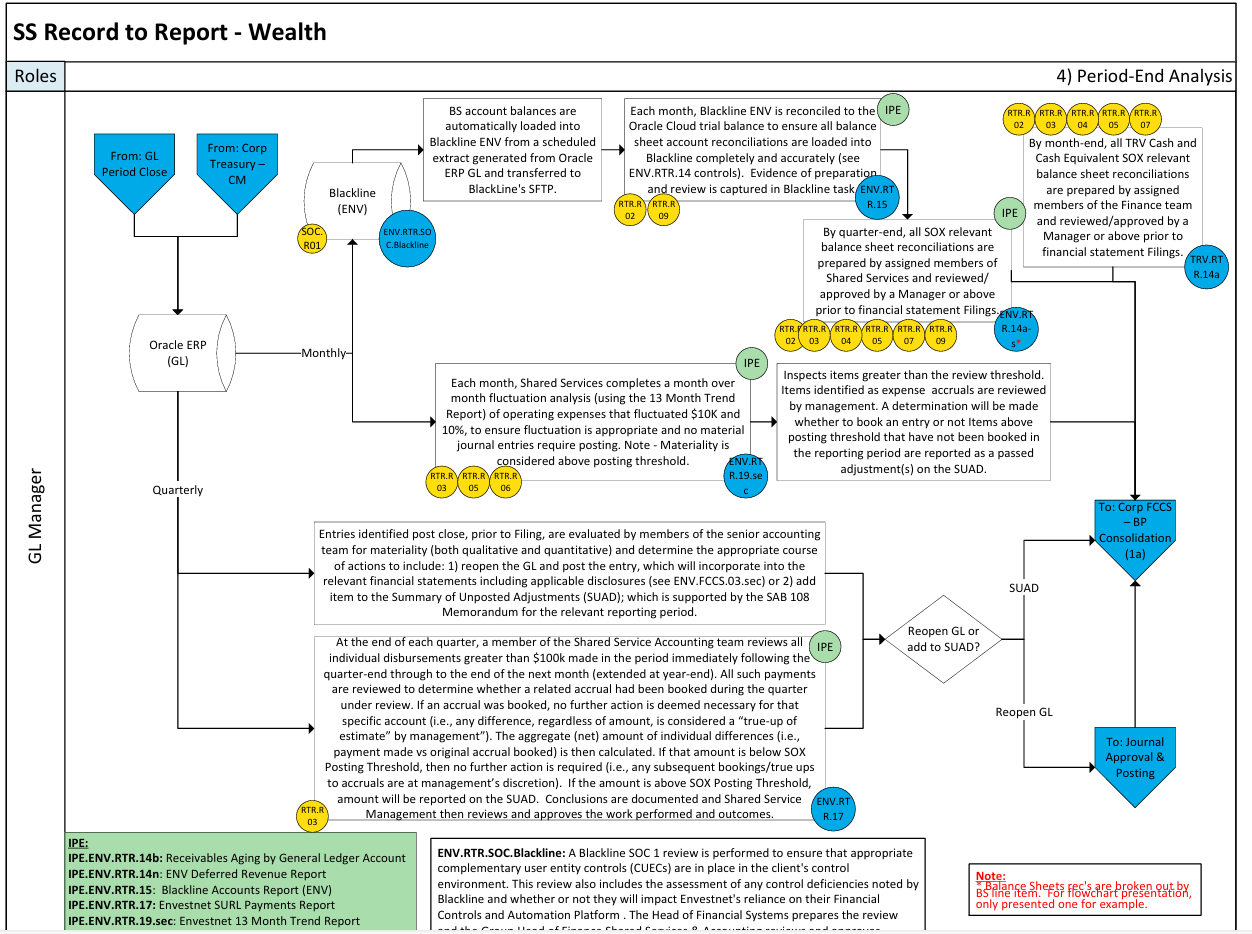 SS Record to Report - Wealth
Roles
4) Period-End Analysis
GL Manager
From: GL
Period Close
From: Corp
Treasury –
CM
Oracle ERP
(GL)
Monthly
Quarterly
Blackline
(ENV)
SOC.
R01
ENV.RTR.SO
C.Blackline
BS account balances are
automatically loaded into
Blackline ENV from a scheduled
extract generated from Oracle
ERP GL and transferred to
BlackLine's SFTP.
Each month, Blackline ENV is reconciled to the
Oracle Cloud trial balance to ensure all balance
sheet account reconciliations are loaded into
Blackline completely and accurately (see
ENV.RTR.14 controls).  Evidence of preparation
and review is captured in Blackline task
IPE
RTR.R
02
RTR.R
09
ENV.RT
R.15
RTR.R
02
RTR.R
03
RTR.R
04
RTR.R
05
RTR.R
07
By month-end, all TRV Cash and
Cash Equivalent SOX relevant
balance sheet reconciliations
are prepared by assigned
members of the Finance team
and reviewed/approved by a
Manager or above prior to
financial statement Filings.
TRV.RT
R.14a
IPE
By quarter-end, all SOX relevant
balance sheet reconciliations are
prepared by assigned members of
Shared Services and reviewed/
approved by a Manager or above
prior to financial statement Filings.
RTR.R
02
RTR.R
03
RTR.R
04
RTR.R
05
RTR.R
07
RTR.R
09
ENV.RT
R.14a-
s*
IPE
Each month, Shared Services completes a month over
month fluctuation analysis (using the 13 Month Trend
Report) of operating expenses that fluctuated $10K and
10%, to ensure fluctuation is appropriate and no material
journal entries require posting. Note - Materiality is
considered above posting threshold.
RTR.R
03
RTR.R
05
RTR.R
06
ENV.RT
R.19.se
c
Inspects items greater than the review threshold.
Items identified as expense  accruals are reviewed
by management. A determination will be made
whether to book an entry or not Items above
posting threshold that have not been booked in
the reporting period are reported as a passed
adjustment(s) on the SUAD.
Entries identified post close, prior to Filing, are evaluated by members of the senior accounting
team for materiality (both qualitative and quantitative) and determine the appropriate course
of actions to include: 1) reopen the GL and post the entry, which will incorporate into the
relevant financial statements including applicable disclosures (see ENV.FCCS.03.sec) or 2) add
item to the Summary of Unposted Adjustments (SUAD); which is supported by the SAB 108
Memorandum for the relevant reporting period.
At the end of each quarter, a member of the Shared Service Accounting team reviews all
individual disbursements greater than $100k made in the period immediately following the
quarter-end through to the end of the next month (extended at year-end). All such payments
are reviewed to determine whether a related accrual had been booked during the quarter
under review. If an accrual was booked, no further action is deemed necessary for that
specific account (i.e., any difference, regardless of amount, is considered a “true-up of
estimate” by management”). The aggregate (net) amount of individual differences (i.e.,
payment made vs original accrual booked) is then calculated. If that amount is below SOX
Posting Threshold, then no further action is required (i.e., any subsequent bookings/true ups
to accruals are at management’s discretion).  If the amount is above SOX Posting Threshold,
amount will be reported on the SUAD.  Conclusions are documented and Shared Service
Management then reviews and approves the work performed and outcomes.
IPE
RTR.R
03
ENV.RT
R.17
Reopen GL or
add to SUAD?
SUAD
Reopen GL
To: Corp FCCS
– BP
Consolidation
(1a)
To: Journal
Approval &
Posting
IPE:
IPE.ENV.RTR.14b: Receivables Aging by General Ledger Account
IPE.ENV.RTR.14n: ENV Deferred Revenue Report
IPE.ENV.RTR.15:  Blackline Accounts Report (ENV)
IPE.ENV.RTR.17: Envestnet SURL Payments Report
IPE.ENV.RTR.19.sec: Envestnet 13 Month Trend Report
ENV.RTR.SOC.Blackline: A Blackline SOC 1 review is performed to ensure that appropriate
complementary user entity controls (CUECs) are in place in the client's control
environment. This review also includes the assessment of any control deficiencies noted by
Blackline and whether or not they will impact Envestnet's reliance on their Financial
Controls and Automation Platform . The Head of Financial Systems prepares the review
and the Group Head of Finance Shared Services & Accounting reviews and approves
Note:
* Balance Sheets rec's are broken out by
BS line item.  For flowchart presentation,
only presented one for example.